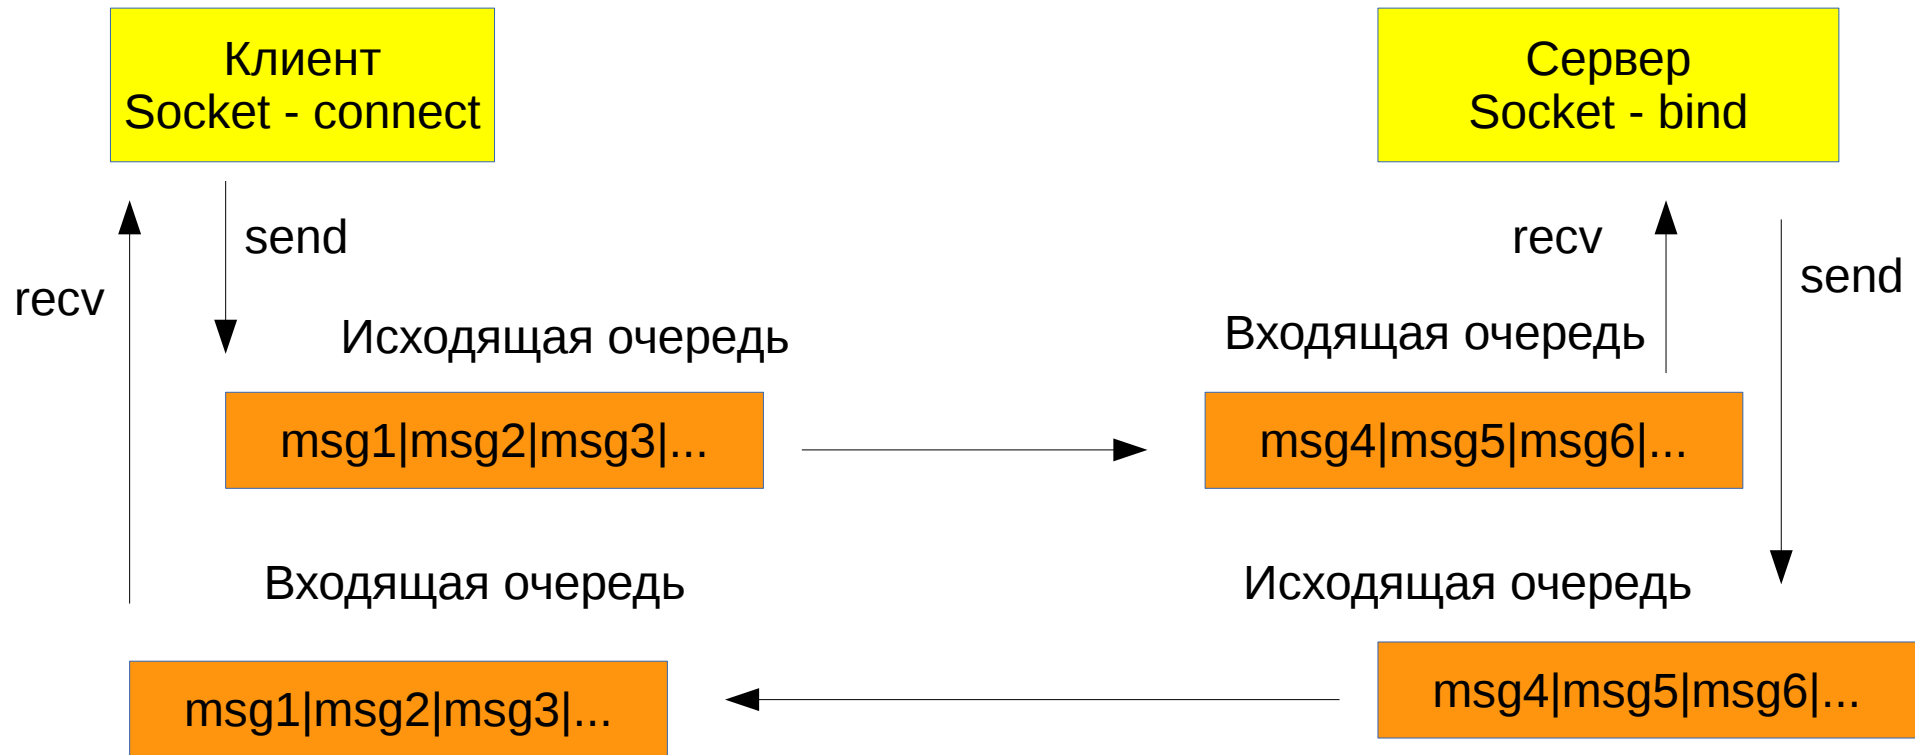 Клиент
Socket - connect
Сервер
Socket - bind
send
recv
recv
send
Исходящая очередь
Входящая очередь
msg1|msg2|msg3|...
msg4|msg5|msg6|...
Входящая очередь
Исходящая очередь
msg1|msg2|msg3|...
msg4|msg5|msg6|...